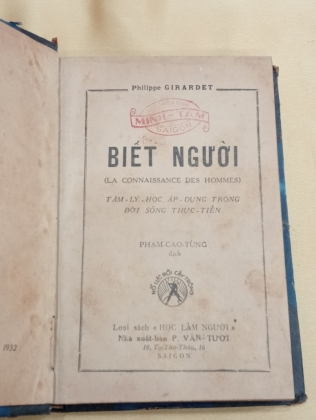 Philippe GIRARDET
MINH-TÂM
SAIGON
BIẾT NGƯỜI
(LA CONNAISSANCE DES HOMMES)
TÂM-LÝ-HỌC ÁP-DỤNG TRONG
ĐỜI SỐNG THỰC-TIỄN
PHẠM-CAO-TÙNG
dịch
Loại sách « HỌC LÀM NGƯỜI »
Nhà xuất-bản P. VĂN-TƯƠI
SAIGON
1952